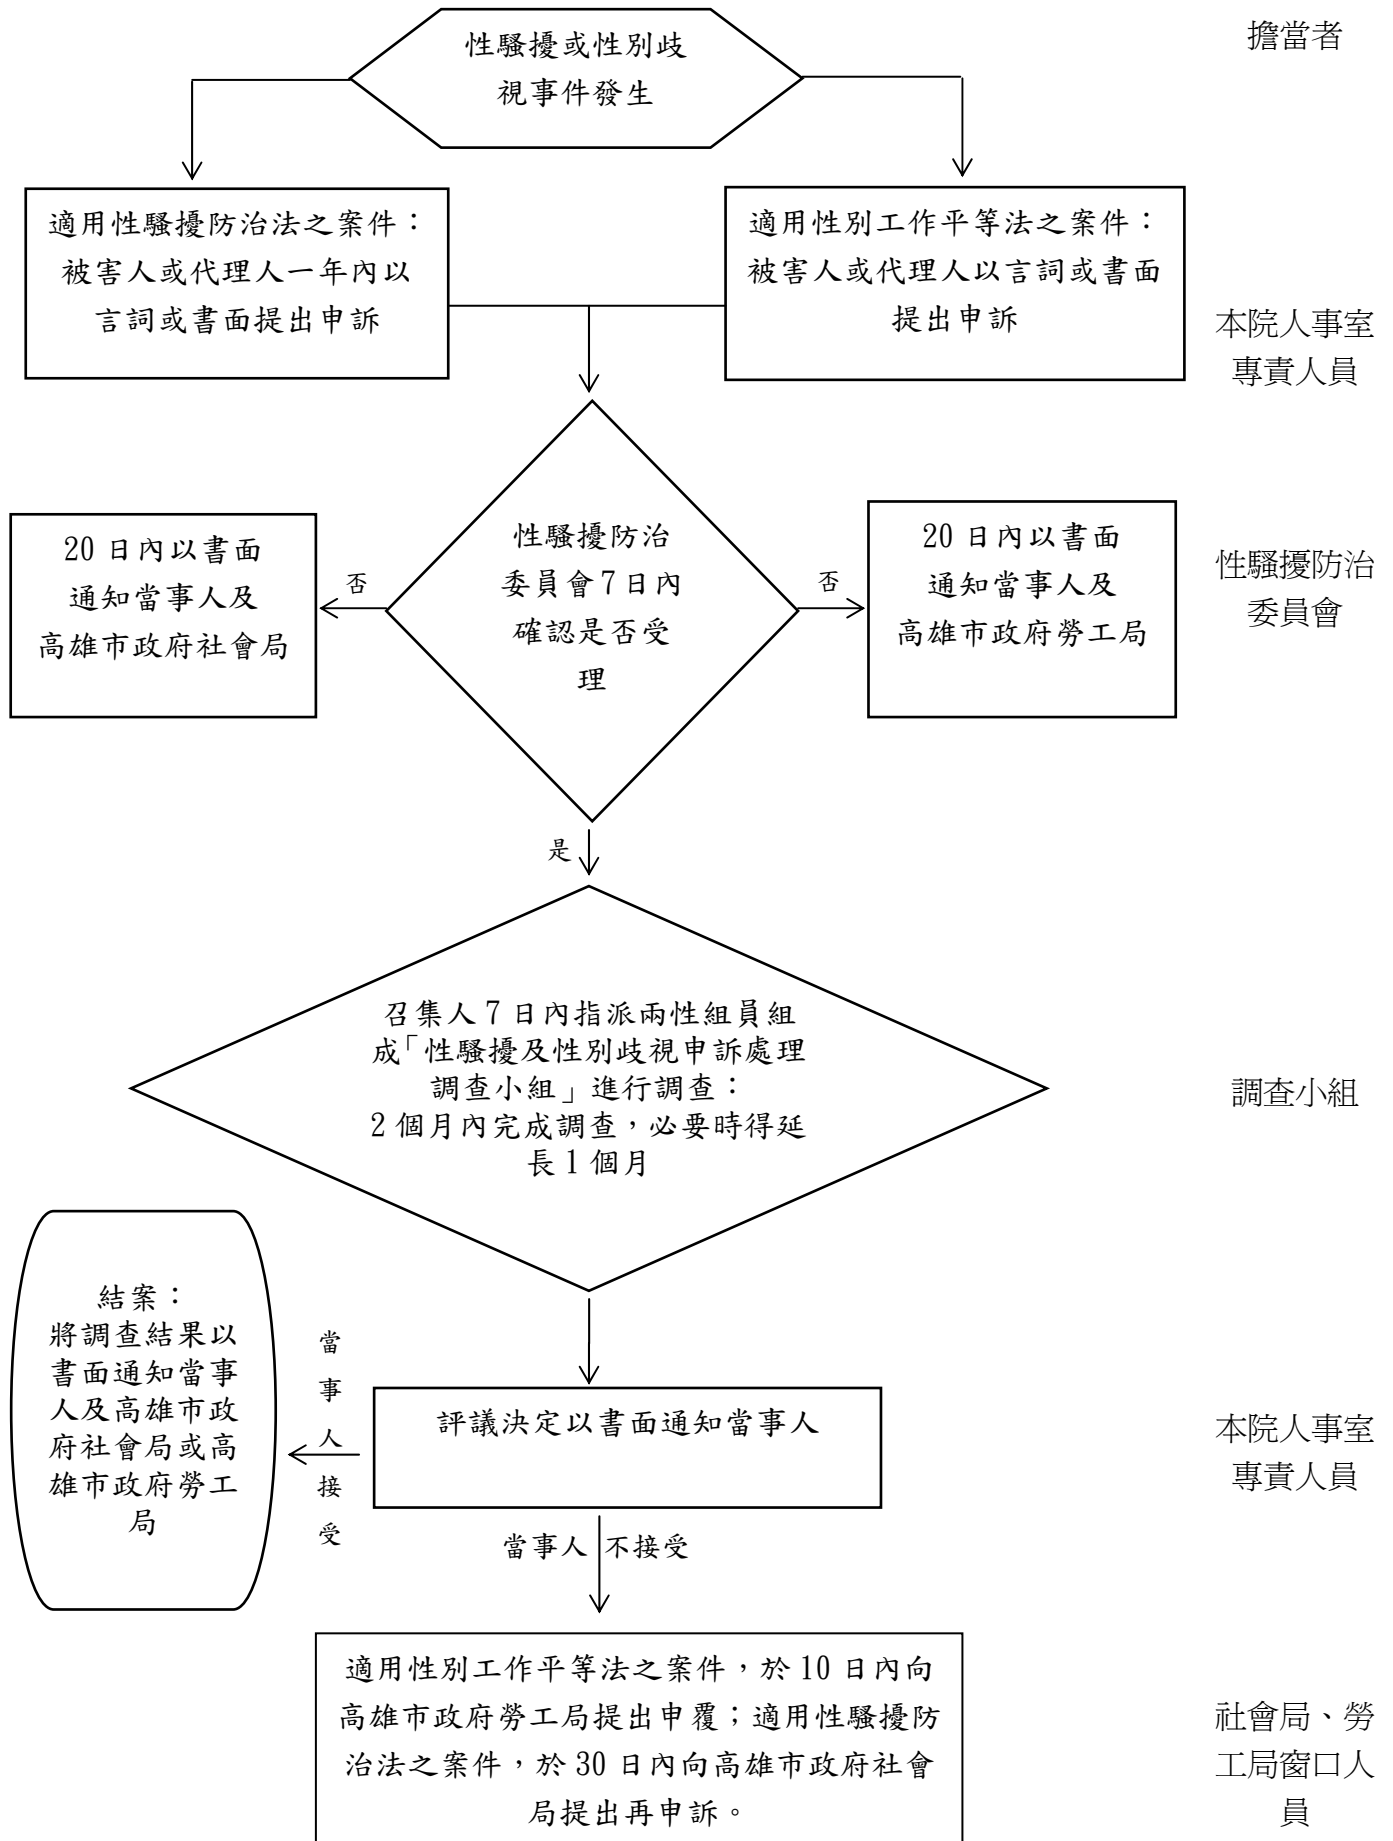 擔當者
性騷擾或性別歧
視事件發生
適用性騷擾防治法之案件：
被害人或代理人一年內以
言詞或書面提出申訴
適用性別工作平等法之案件：
被害人或代理人以言詞或書面
提出申訴
本院人事室
專責人員
20 日內以書面
通知當事人及
高雄市政府社會局
否
性騷擾防治
委員會 7 日內
確認是否受
理
否
20 日內以書面
通知當事人及
高雄市政府勞工局
性騷擾防治
委員會
是
召集人 7 日內指派兩性組員組
成「性騷擾及性別歧視申訴處理
調查小組」進行調查：
2 個月內完成調查，必要時得延
長 1 個月
調查小組
結案：
將調查結果以
書面通知當事
人及高雄市政
府社會局或高
雄市政府勞工
局
當
事
人
接
受
評議決定以書面通知當事人
本院人事室
專責人員
當事人 不接受
適用性別工作平等法之案件，於 10 日內向
高雄市政府勞工局提出申覆；適用性騷擾防
治法之案件，於 30 日內向高雄市政府社會
局提出再申訴。
社會局、勞
工局窗口人
員